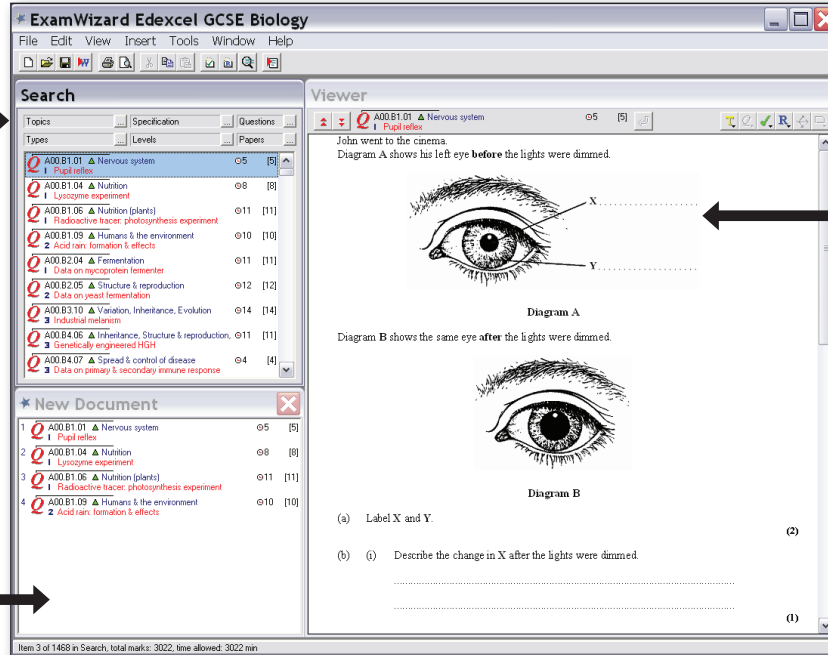 ExamWizard Edexcel GCSE Biology
File Edit View Insert Tools Window Help
Search
Topics ... Specification ... Questions ...
Types ... Levels ... Papers ...
Q A00.B1.01 Nervous system 5 [5]
1 Pupil reflex
Q A00.B1.04 Nutrition 8 [8]
1 Lysozyme experiment
Q A00.B1.06 Nutrition (plants) 11 [11]
1 Radioactive tracer: photosynthesis experiment
Q A00.B1.09 Humans & the environment 10 [10]
2 Acid rain: formation & effects
Q A00.B2.04 Fermentation 11 [11]
1 Data on mycoprotein fermenter
Q A00.B2.05 Structure & reproduction 12 [12]
2 Data on yeast fermentation
Q A00.B3.10 Variation, Inheritance, Evolution 14 [14]
3 Industrial melanism
Q A00.B4.06 Inheritance, Structure & reproduction, 11 [11]
3 Genetically engineered HGH
Q A00.B4.07 Spread & control of disease 4 [4]
3 Data on primary & secondary immune response
New Document
1 Q A00.B1.01 Nervous system 5 [5]
1 Pupil reflex
2 Q A00.B1.04 Nutrition 8 [8]
1 Lysozyme experiment
3 Q A00.B1.06 Nutrition (plants) 11 [11]
1 Radioactive tracer: photosynthesis experiment
4 Q A00.B1.09 Humans & the environment 10 [10]
2 Acid rain: formation & effects
Viewer
Q A00.B1.01 Nervous system 5 [5]
1 Pupil reflex
John went to the cinema.
Diagram A shows his left eye before the lights were dimmed.
X........................
Y........................
Diagram A
Diagram B shows the same eye after the lights were dimmed.
Diagram B
(a) Label X and Y.
(2)
(b) (i) Describe the change in X after the lights were dimmed.
(1)
Item 3 of 1468 in Search, total marks: 3022, time allowed: 3022 min